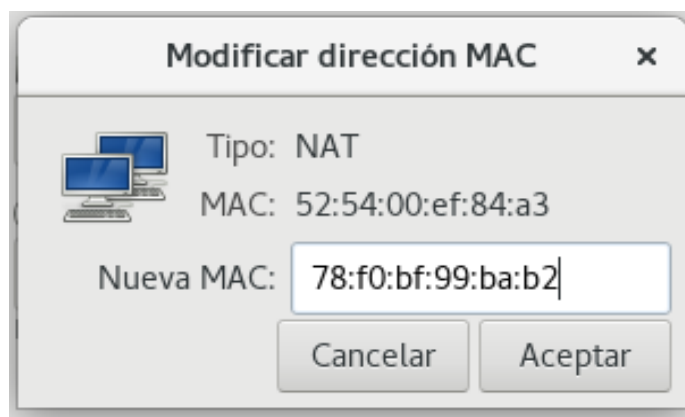 Modificar dirección MAC ×
Tipo: NAT
MAC: 52:54:00:ef:84:a3
Nueva MAC: 78:f0:bf:99:ba:b2
Cancelar Aceptar